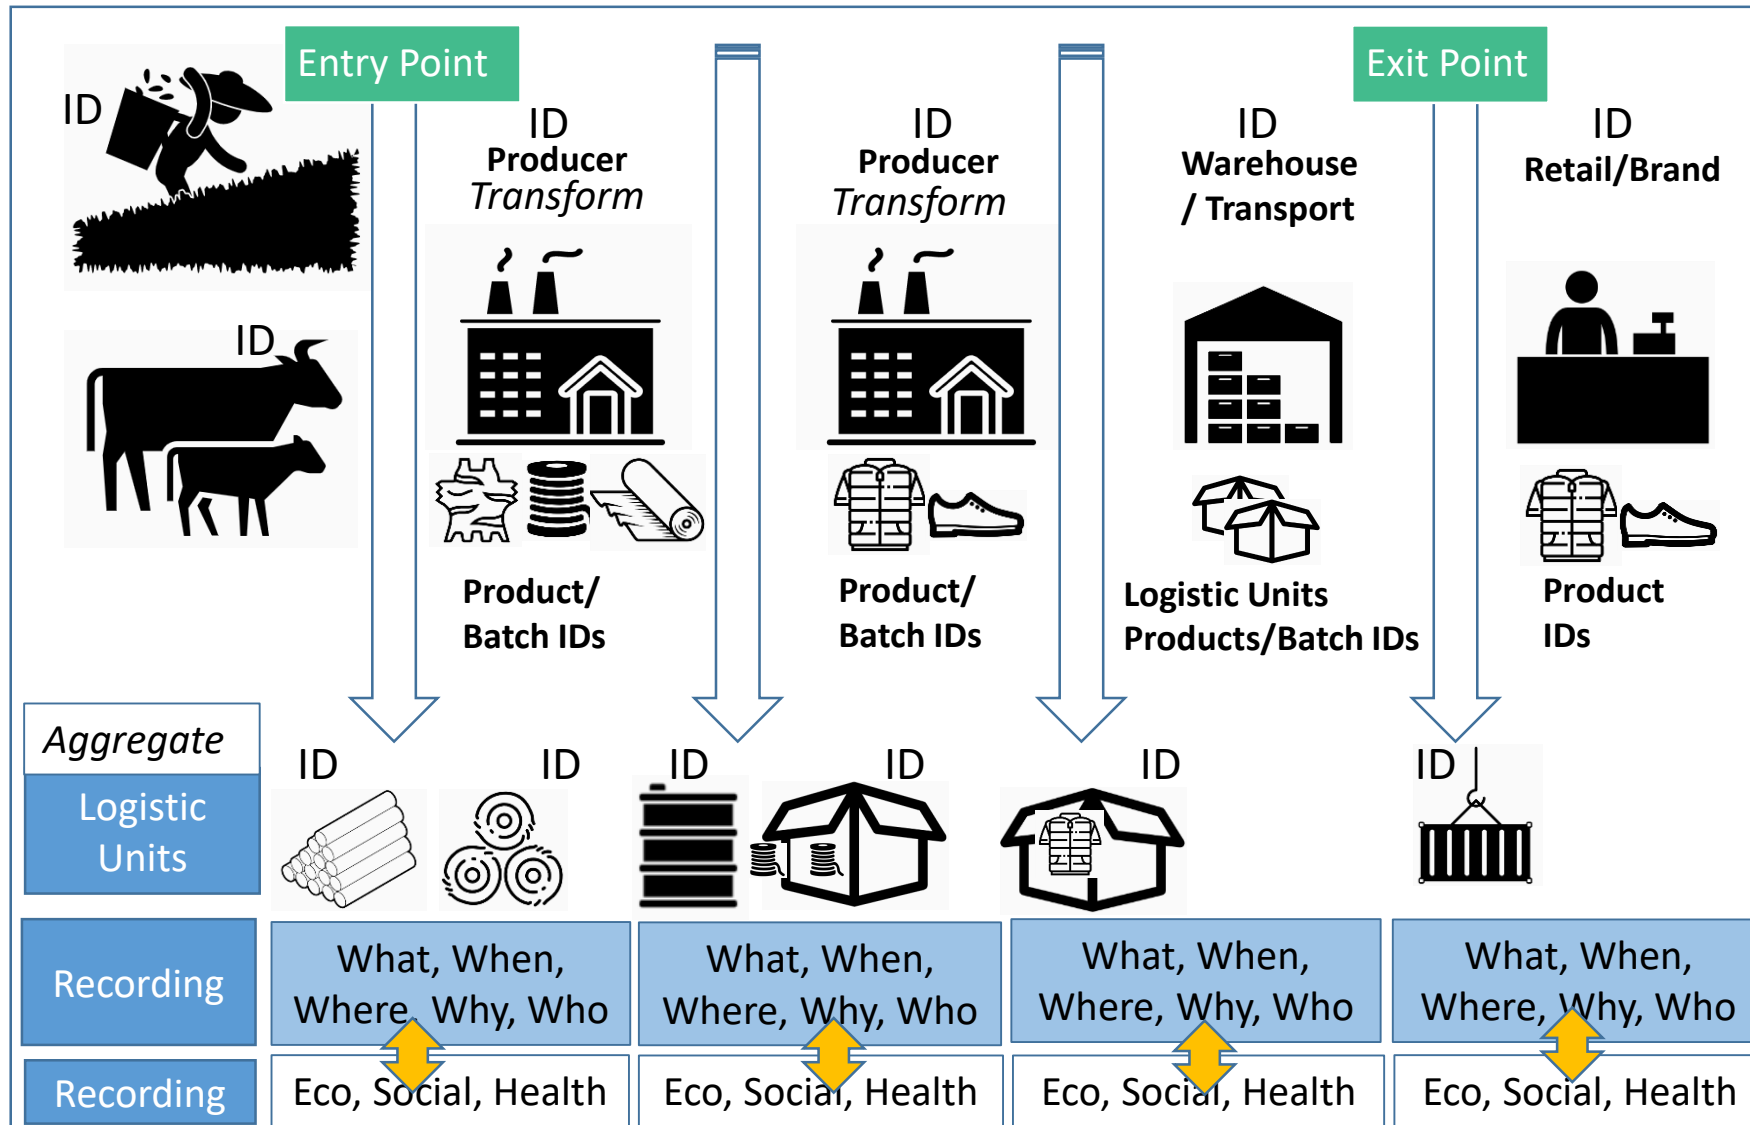 Entry Point
Exit Point
ID
ID
ID
Producer
Transform
ID
Producer
Transform
ID
Warehouse
/ Transport
ID
Retail/Brand
ID
Product/
Batch IDs
Product/
Batch IDs
Logistic Units
Products/Batch IDs
Product
IDs
Aggregate
Logistic
Units
ID
ID
ID
ID
ID
ID
Recording
What, When,
Where, Why, Who
What, When,
Where, Why, Who
What, When,
Where, Why, Who
What, When,
Where, Why, Who
Recording
Eco, Social, Health
Eco, Social, Health
Eco, Social, Health
Eco, Social, Health